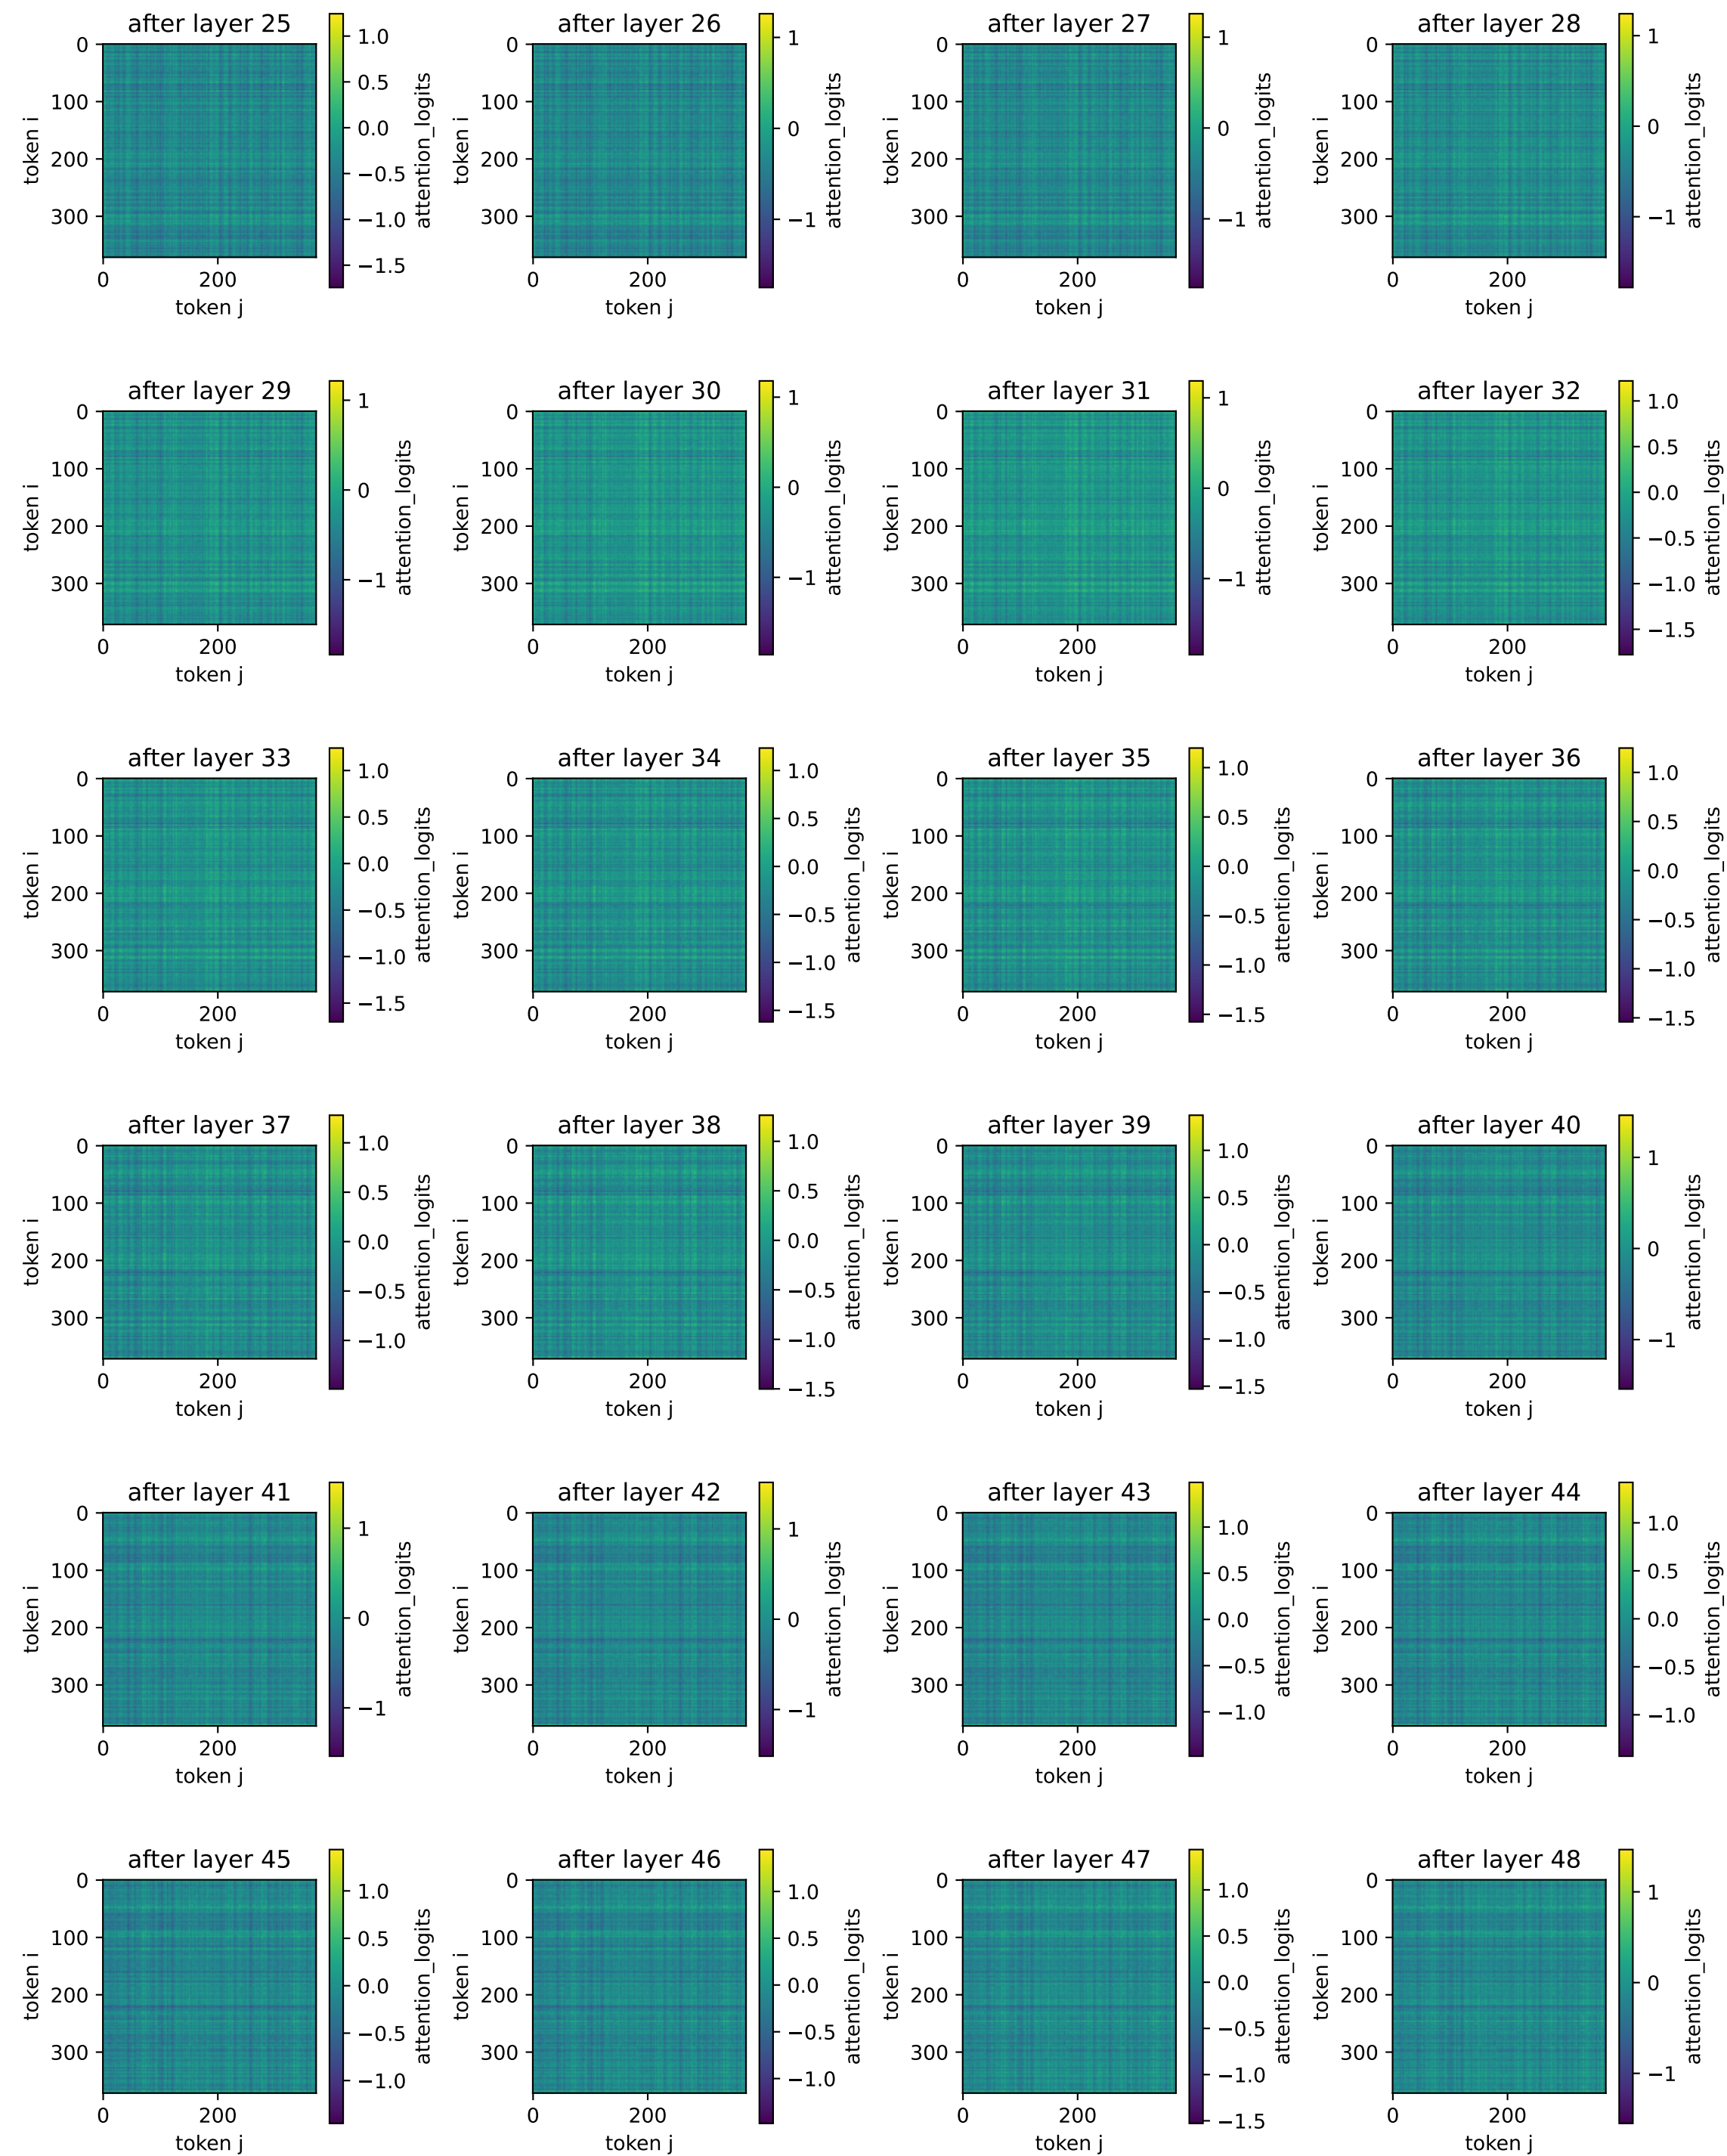 after layer 25
0
100
200
300
token i
0 200
token j
1.0
0.5
0.0
−0.5
−1.0
−1.5
attention_logits
after layer 26
0
100
200
300
token i
0 200
token j
1
0
−1
attention_logits
after layer 27
0
100
200
300
token i
0 200
token j
1
0
−1
attention_logits
after layer 28
0
100
200
300
token i
0 200
token j
1
0
−1
attention_logits
after layer 29
0
100
200
300
token i
0 200
token j
1
0
−1
attention_logits
after layer 30
0
100
200
300
token i
0 200
token j
1
0
−1
attention_logits
after layer 31
0
100
200
300
token i
0 200
token j
1
0
−1
attention_logits
after layer 32
0
100
200
300
token i
0 200
token j
1.0
0.5
0.0
−0.5
−1.0
−1.5
attention_logits
after layer 33
0
100
200
300
token i
0 200
token j
1.0
0.5
0.0
−0.5
−1.0
−1.5
attention_logits
after layer 34
0
100
200
300
token i
0 200
token j
1.0
0.5
0.0
−0.5
−1.0
−1.5
attention_logits
after layer 35
0
100
200
300
token i
0 200
token j
1.0
0.5
0.0
−0.5
−1.0
−1.5
attention_logits
after layer 36
0
100
200
300
token i
0 200
token j
1.0
0.5
0.0
−0.5
−1.0
−1.5
attention_logits
after layer 37
0
100
200
300
token i
0 200
token j
1.0
0.5
0.0
−0.5
−1.0
attention_logits
after layer 38
0
100
200
300
token i
0 200
token j
1.0
0.5
0.0
−0.5
−1.0
−1.5
attention_logits
after layer 39
0
100
200
300
token i
0 200
token j
1.0
0.5
0.0
−0.5
−1.0
−1.5
attention_logits
after layer 40
0
100
200
300
token i
0 200
token j
1
0
−1
attention_logits
after layer 41
0
100
200
300
token i
0 200
token j
1
0
−1
attention_logits
after layer 42
0
100
200
300
token i
0 200
token j
1
0
−1
attention_logits
after layer 43
0
100
200
300
token i
0 200
token j
1.0
0.5
0.0
−0.5
−1.0
attention_logits
after layer 44
0
100
200
300
token i
0 200
token j
1.0
0.5
0.0
−0.5
−1.0
attention_logits
after layer 45
0
100
200
300
token i
0 200
token j
1.0
0.5
0.0
−0.5
−1.0
attention_logits
after layer 46
0
100
200
300
token i
0 200
token j
1.0
0.5
0.0
−0.5
−1.0
attention_logits
after layer 47
0
100
200
300
token i
0 200
token j
1.0
0.5
0.0
−0.5
−1.0
−1.5
attention_logits
after layer 48
0
100
200
300
token i
0 200
token j
1
0
−1
attention_logits